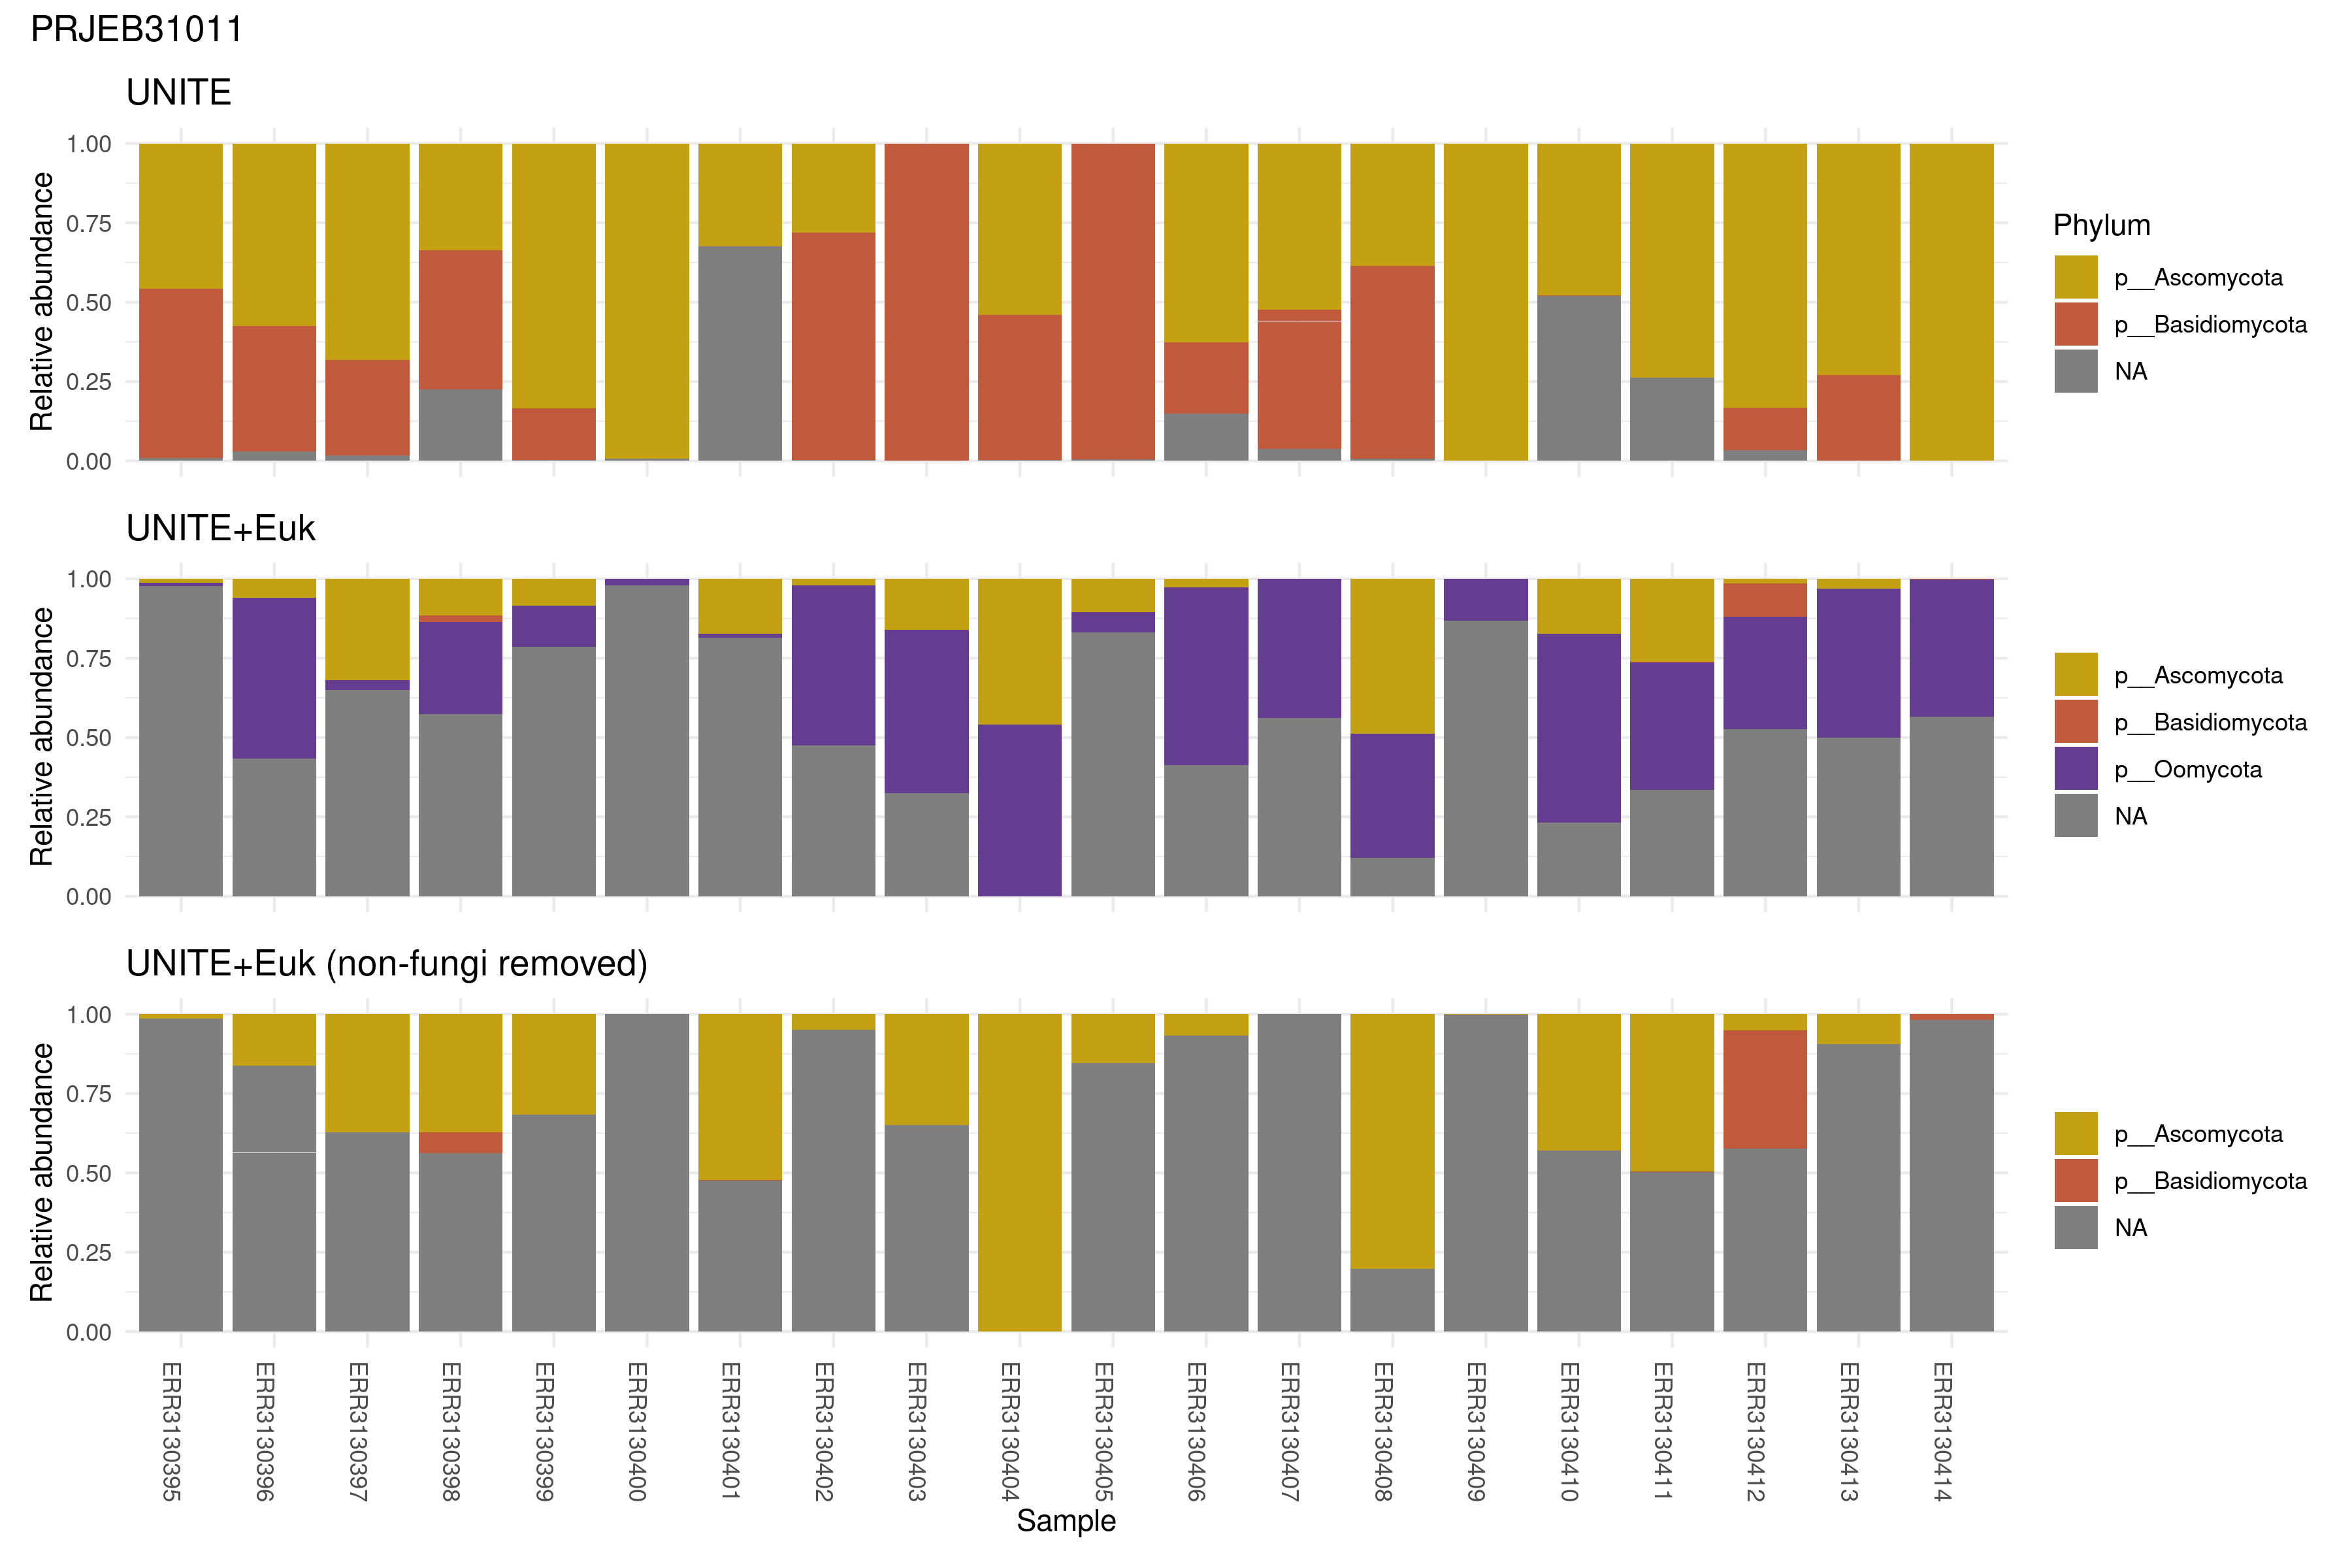 PRJEB31011
UNITE
Relative abundance
1.00
0.75
0.50
0.25
0.00
Phylum
p__Ascomycota
p__Basidiomycota
NA
UNITE+Euk
Relative abundance
1.00
0.75
0.50
0.25
0.00
p__Ascomycota
p__Basidiomycota
p__Oomycota
NA
UNITE+Euk (non-fungi removed)
Relative abundance
1.00
0.75
0.50
0.25
0.00
p__Ascomycota
p__Basidiomycota
NA
ERR3130395
ERR3130396
ERR3130397
ERR3130398
ERR3130399
ERR3130400
ERR3130401
ERR3130402
ERR3130403
ERR3130404
ERR3130405
ERR3130406
ERR3130407
ERR3130408
ERR3130409
ERR3130410
ERR3130411
ERR3130412
ERR3130413
ERR3130414
Sample